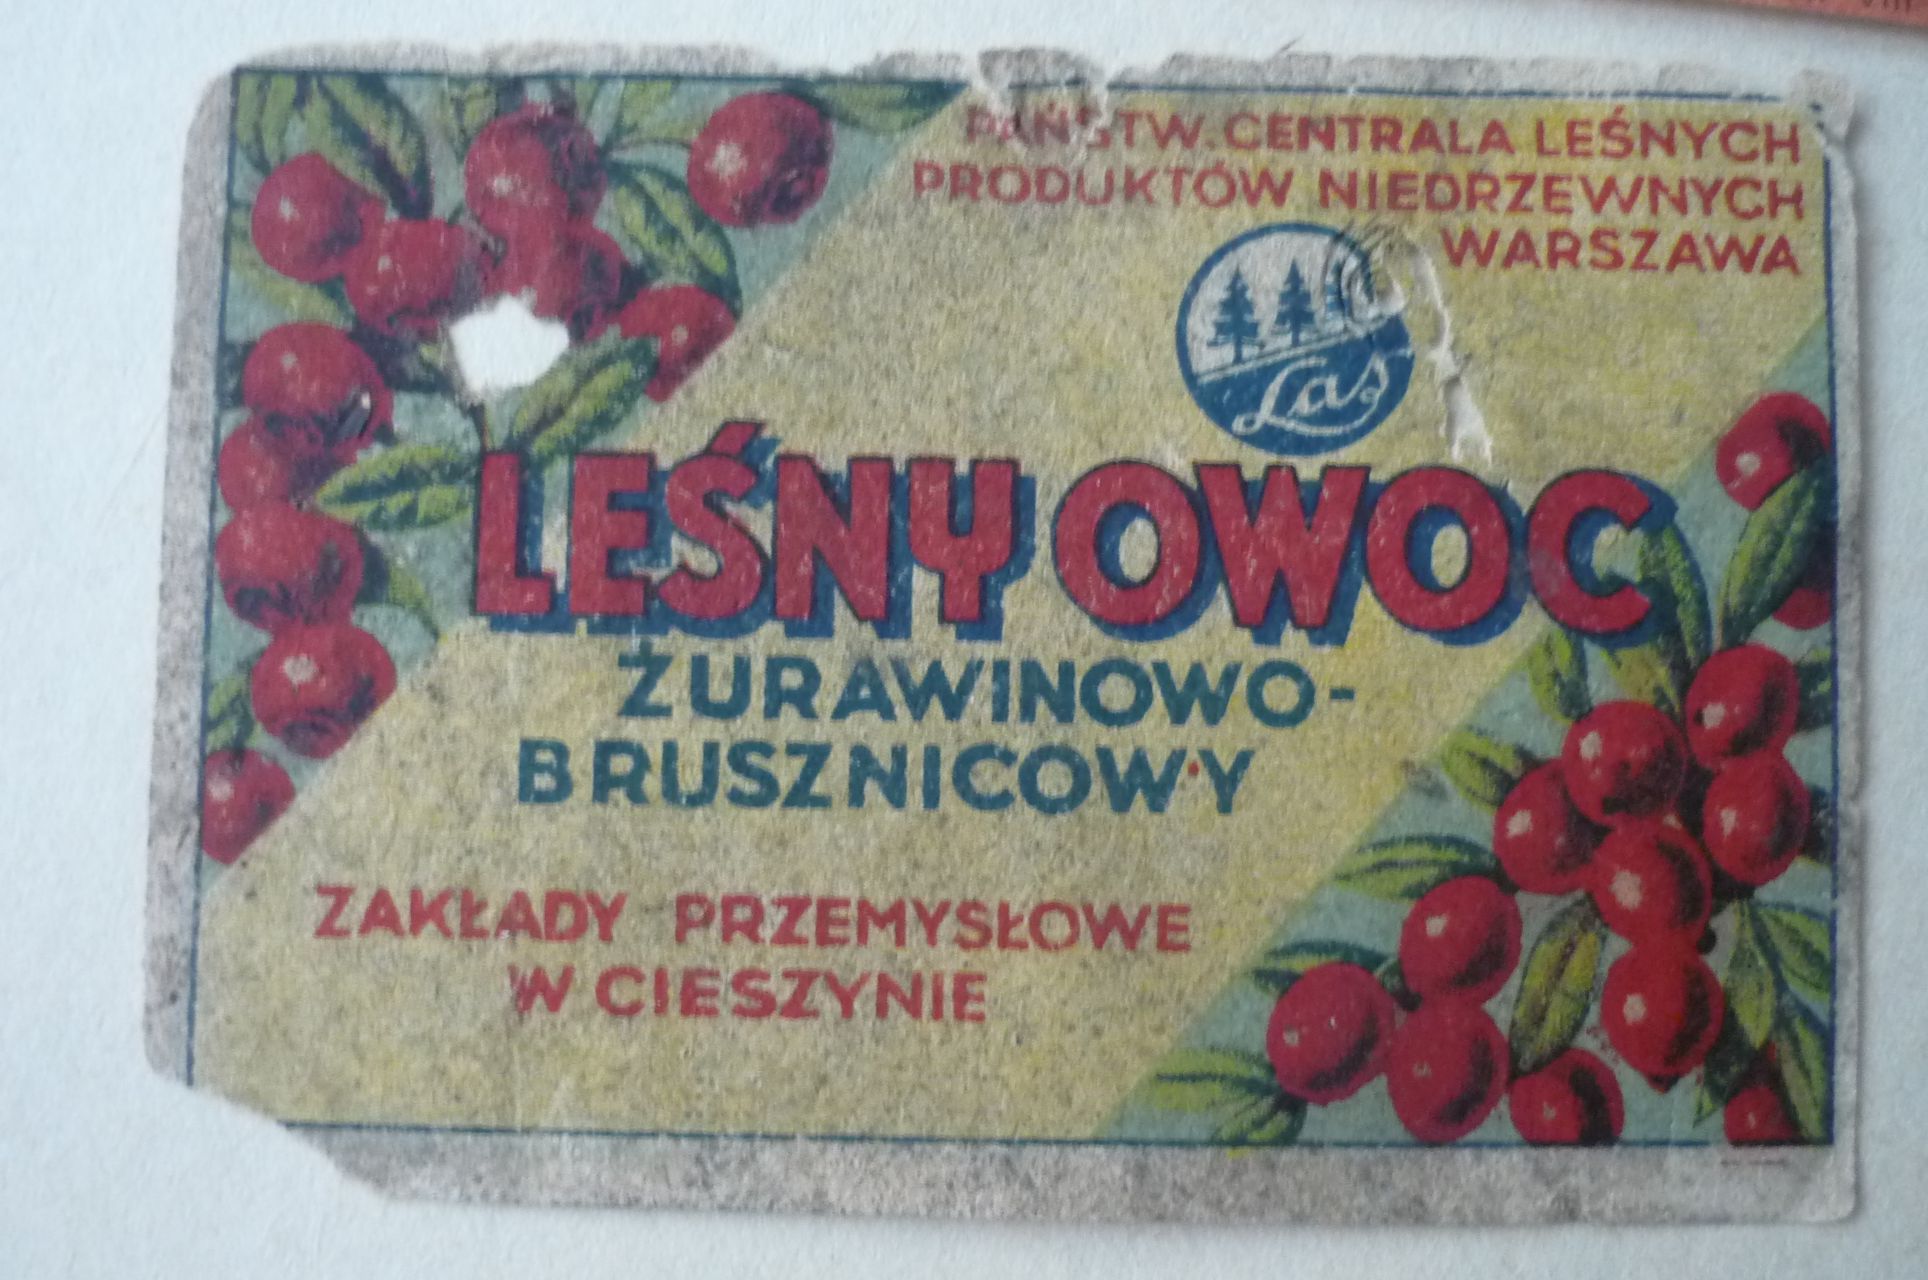 PAŃSTW. CENTRALA LEŚNYCH
PRODUKTÓW NIEDRZEWNYCH
WARSZAWA
Las
LEŚNY OWOC
ŻURAWINOWO-
BRUSZNICOWY
ZAKŁADY PRZEMYSŁOWE
W CIESZYNIE